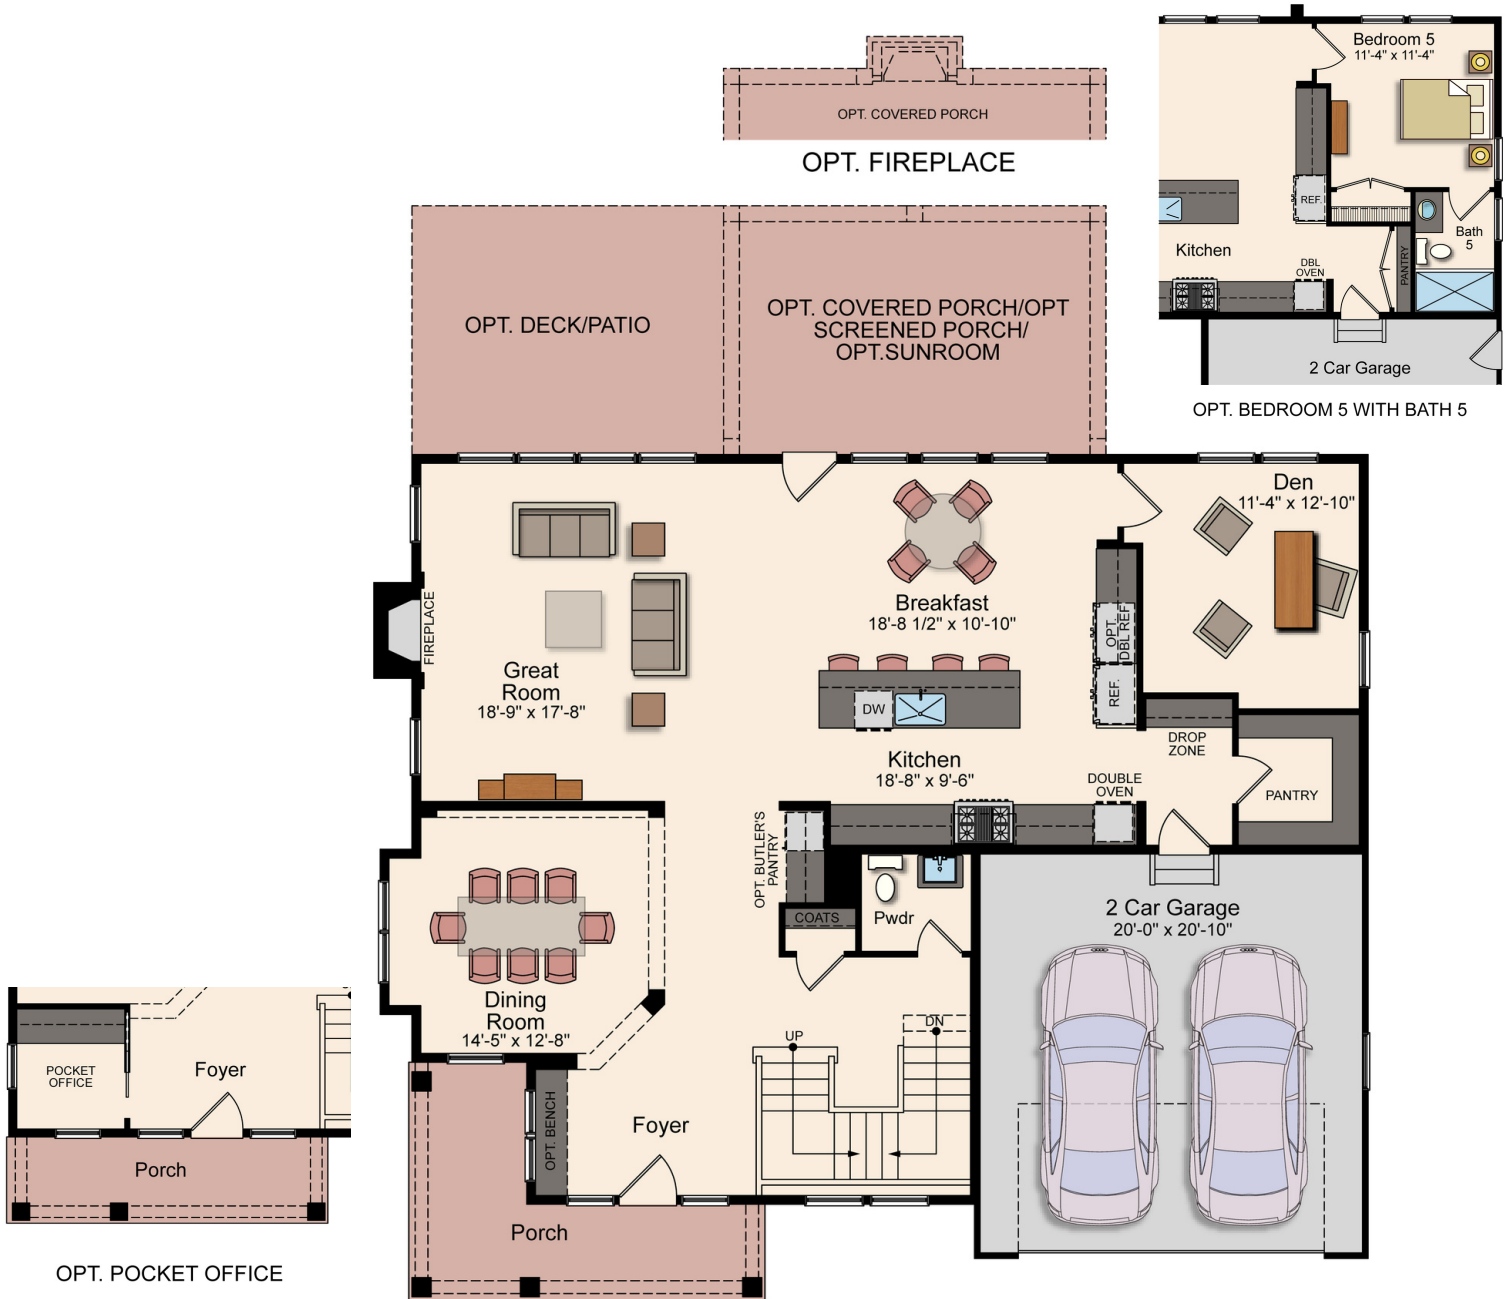 OPT. COVERED PORCH
OPT. FIREPLACE
Bedroom 5
11'-4" x 11'-4"
REF.
Kitchen
DBL
OVEN
PANTRY
Bath
5
2 Car Garage
OPT. BEDROOM 5 WITH BATH 5
OPT. DECK/PATIO
OPT. COVERED PORCH/OPT
SCREENED PORCH/
OPT.SUNROOM
Den
11'-4" x 12'-10"
FIREPLACE
Great
Room
18'-9" x 17'-8"
Breakfast
18'-8 1/2" x 10'-10"
OPT.
DBL REF
REF.
DW
Kitchen
18'-8" x 9'-6"
DOUBLE
OVEN
DROP
ZONE
PANTRY
OPT. BUTLER'S
PANTRY
COATS
Pwdr
2 Car Garage
20'-0" x 20'-10"
Dining
Room
14'-5" x 12'-8"
UP
DN
OPT. BENCH
Foyer
Porch
POCKET
OFFICE
Foyer
Porch
OPT. POCKET OFFICE